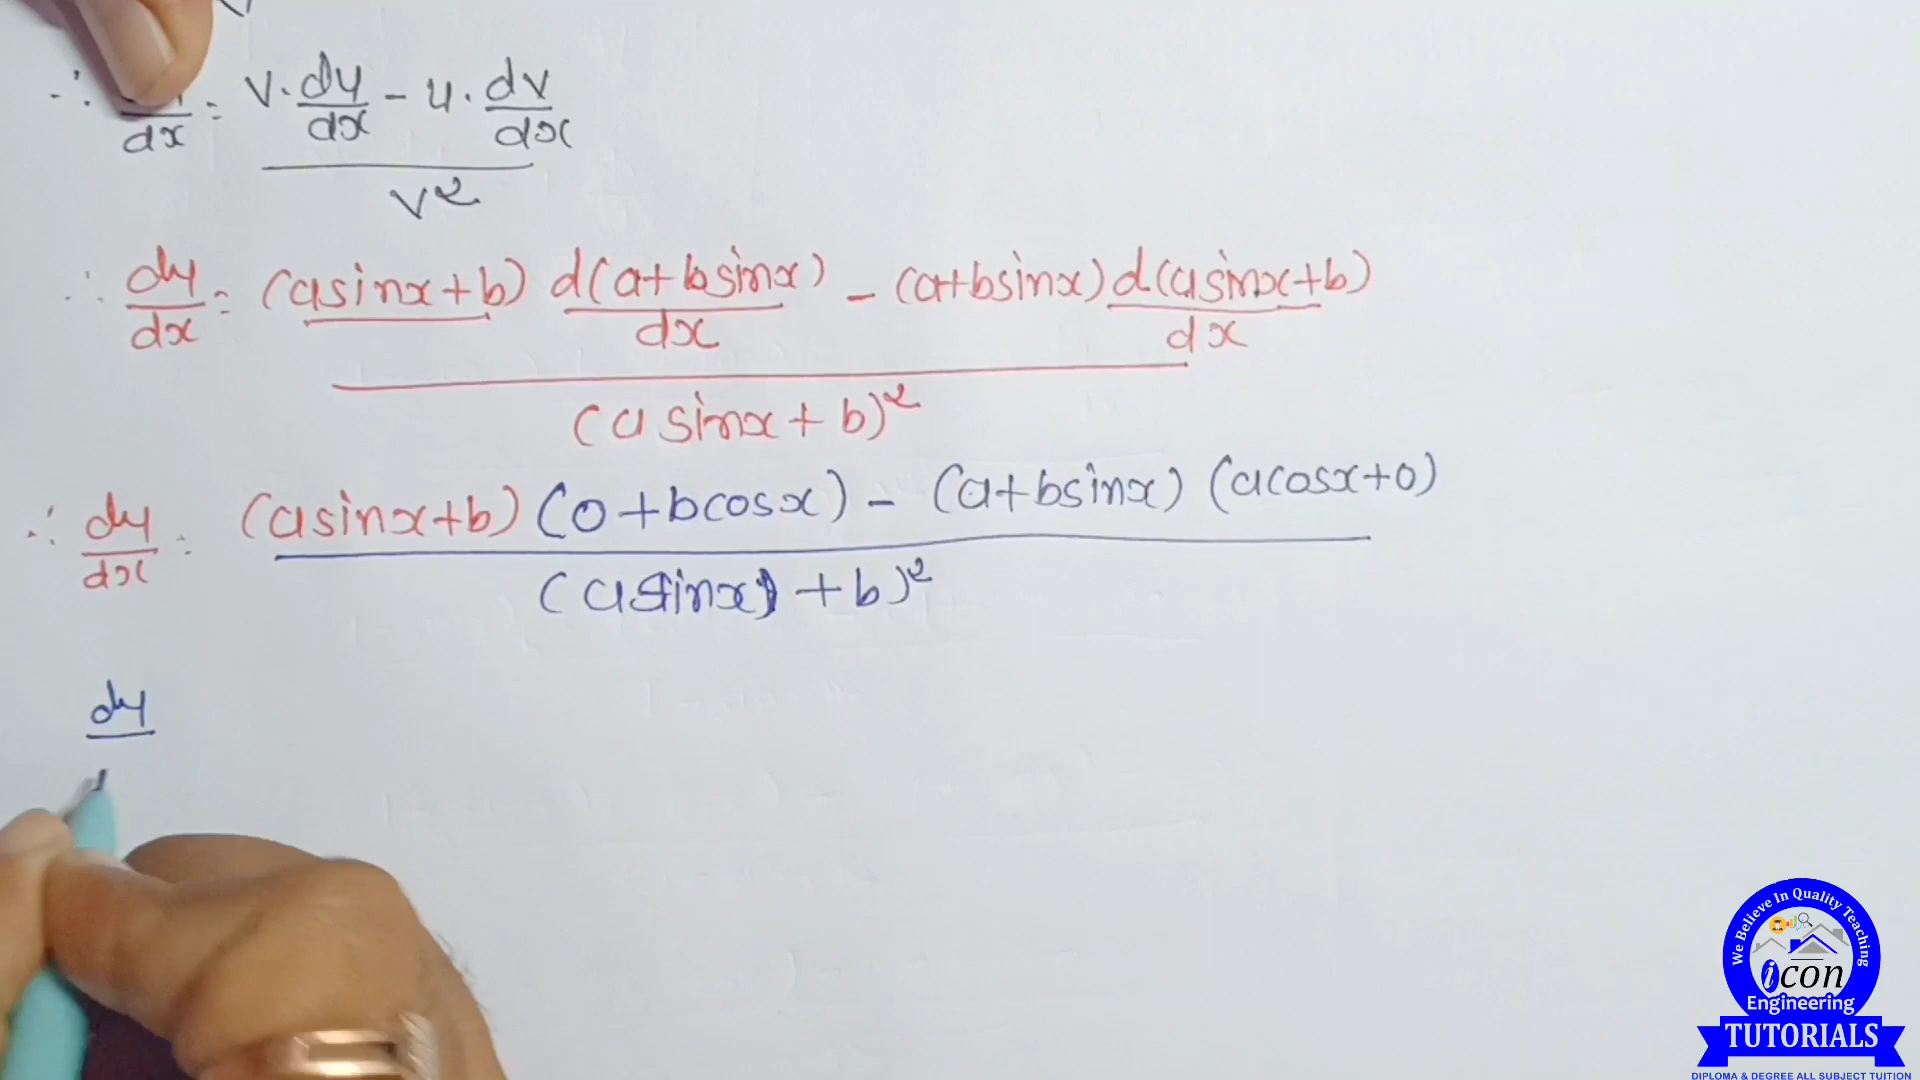 ∴ dx = v·du/dx - u·dv/dx / v²
∴ dy/dx = (asinx+b) d(a+bsinx)/dx - (a+bsinx) d(asinx+b)/dx / (asinx+b)²
∴ dy/dx = (asinx+b) (0+bcosx) - (a+bsinx) (acosx+0) / (asinx + b)²
dy
We Believe In Quality Teaching
icon
Engineering
TUTORIALS
DIPLOMA & DEGREE ALL SUBJECT TUITION